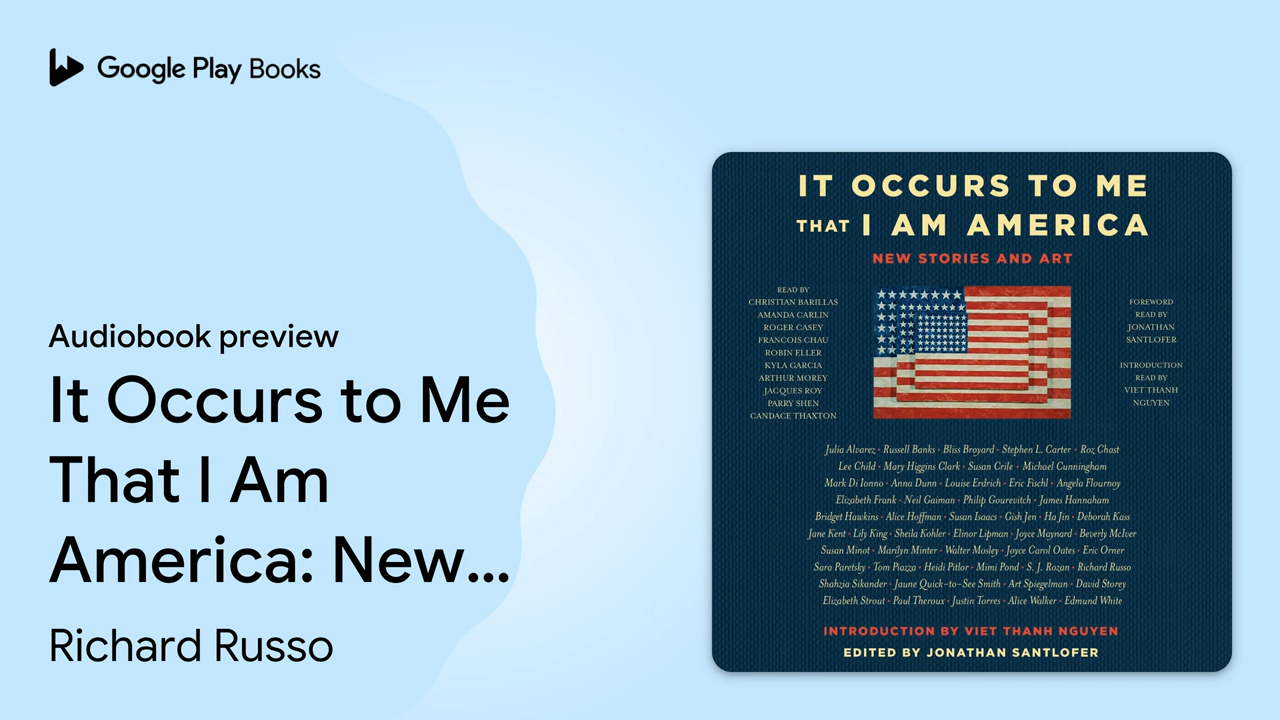 Google Play Books
Audiobook preview
It Occurs to Me
That I Am
America: New...
Richard Russo
IT OCCURS TO ME
THAT I AM AMERICA
NEW STORIES AND ART
READ BY
CHRISTIAN BARILLAS
AMANDA CARLIN
ROGER CASEY
FRANCOIS CHAU
ROBIN ELLER
KYLA GARCIA
ARTHUR MOREY
JACQUES ROY
PARRY SHEN
CANDACE THAXTON
FOREWORD
READ BY
JONATHAN
SANTLOFER
INTRODUCTION
READ BY
VIET THANH
NGUYEN
Julia Alvarez • Russell Banks • Bliss Broyard • Stephen L. Carter • Roz Chast
Lee Child • Mary Higgins Clark • Susan Crile • Michael Cunningham
Mark Di Ionno • Anna Dunn • Louise Erdrich • Eric Fischl • Angela Flournoy
Elizabeth Frank • Neil Gaiman • Philip Gourevitch • James Hannaham
Bridget Hawkins • Alice Hoffman • Susan Isaacs • Gish Jen • Ha Jin • Deborah Kass
Jane Kent • Lily King • Sheila Kohler • Elinor Lipman • Joyce Maynard • Beverly McIver
Susan Minot • Marilyn Minter • Walter Mosley • Joyce Carol Oates • Eric Orner
Sara Paretsky • Tom Piazza • Heidi Pitlor • Mimi Pond • S. J. Rozan • Richard Russo
Shahzia Sikander • Jaune Quick-to-See Smith • Art Spiegelman • David Storey
Elizabeth Strout • Paul Theroux • Justin Torres • Alice Walker • Edmund White
INTRODUCTION BY VIET THANH NGUYEN
EDITED BY JONATHAN SANTLOFER